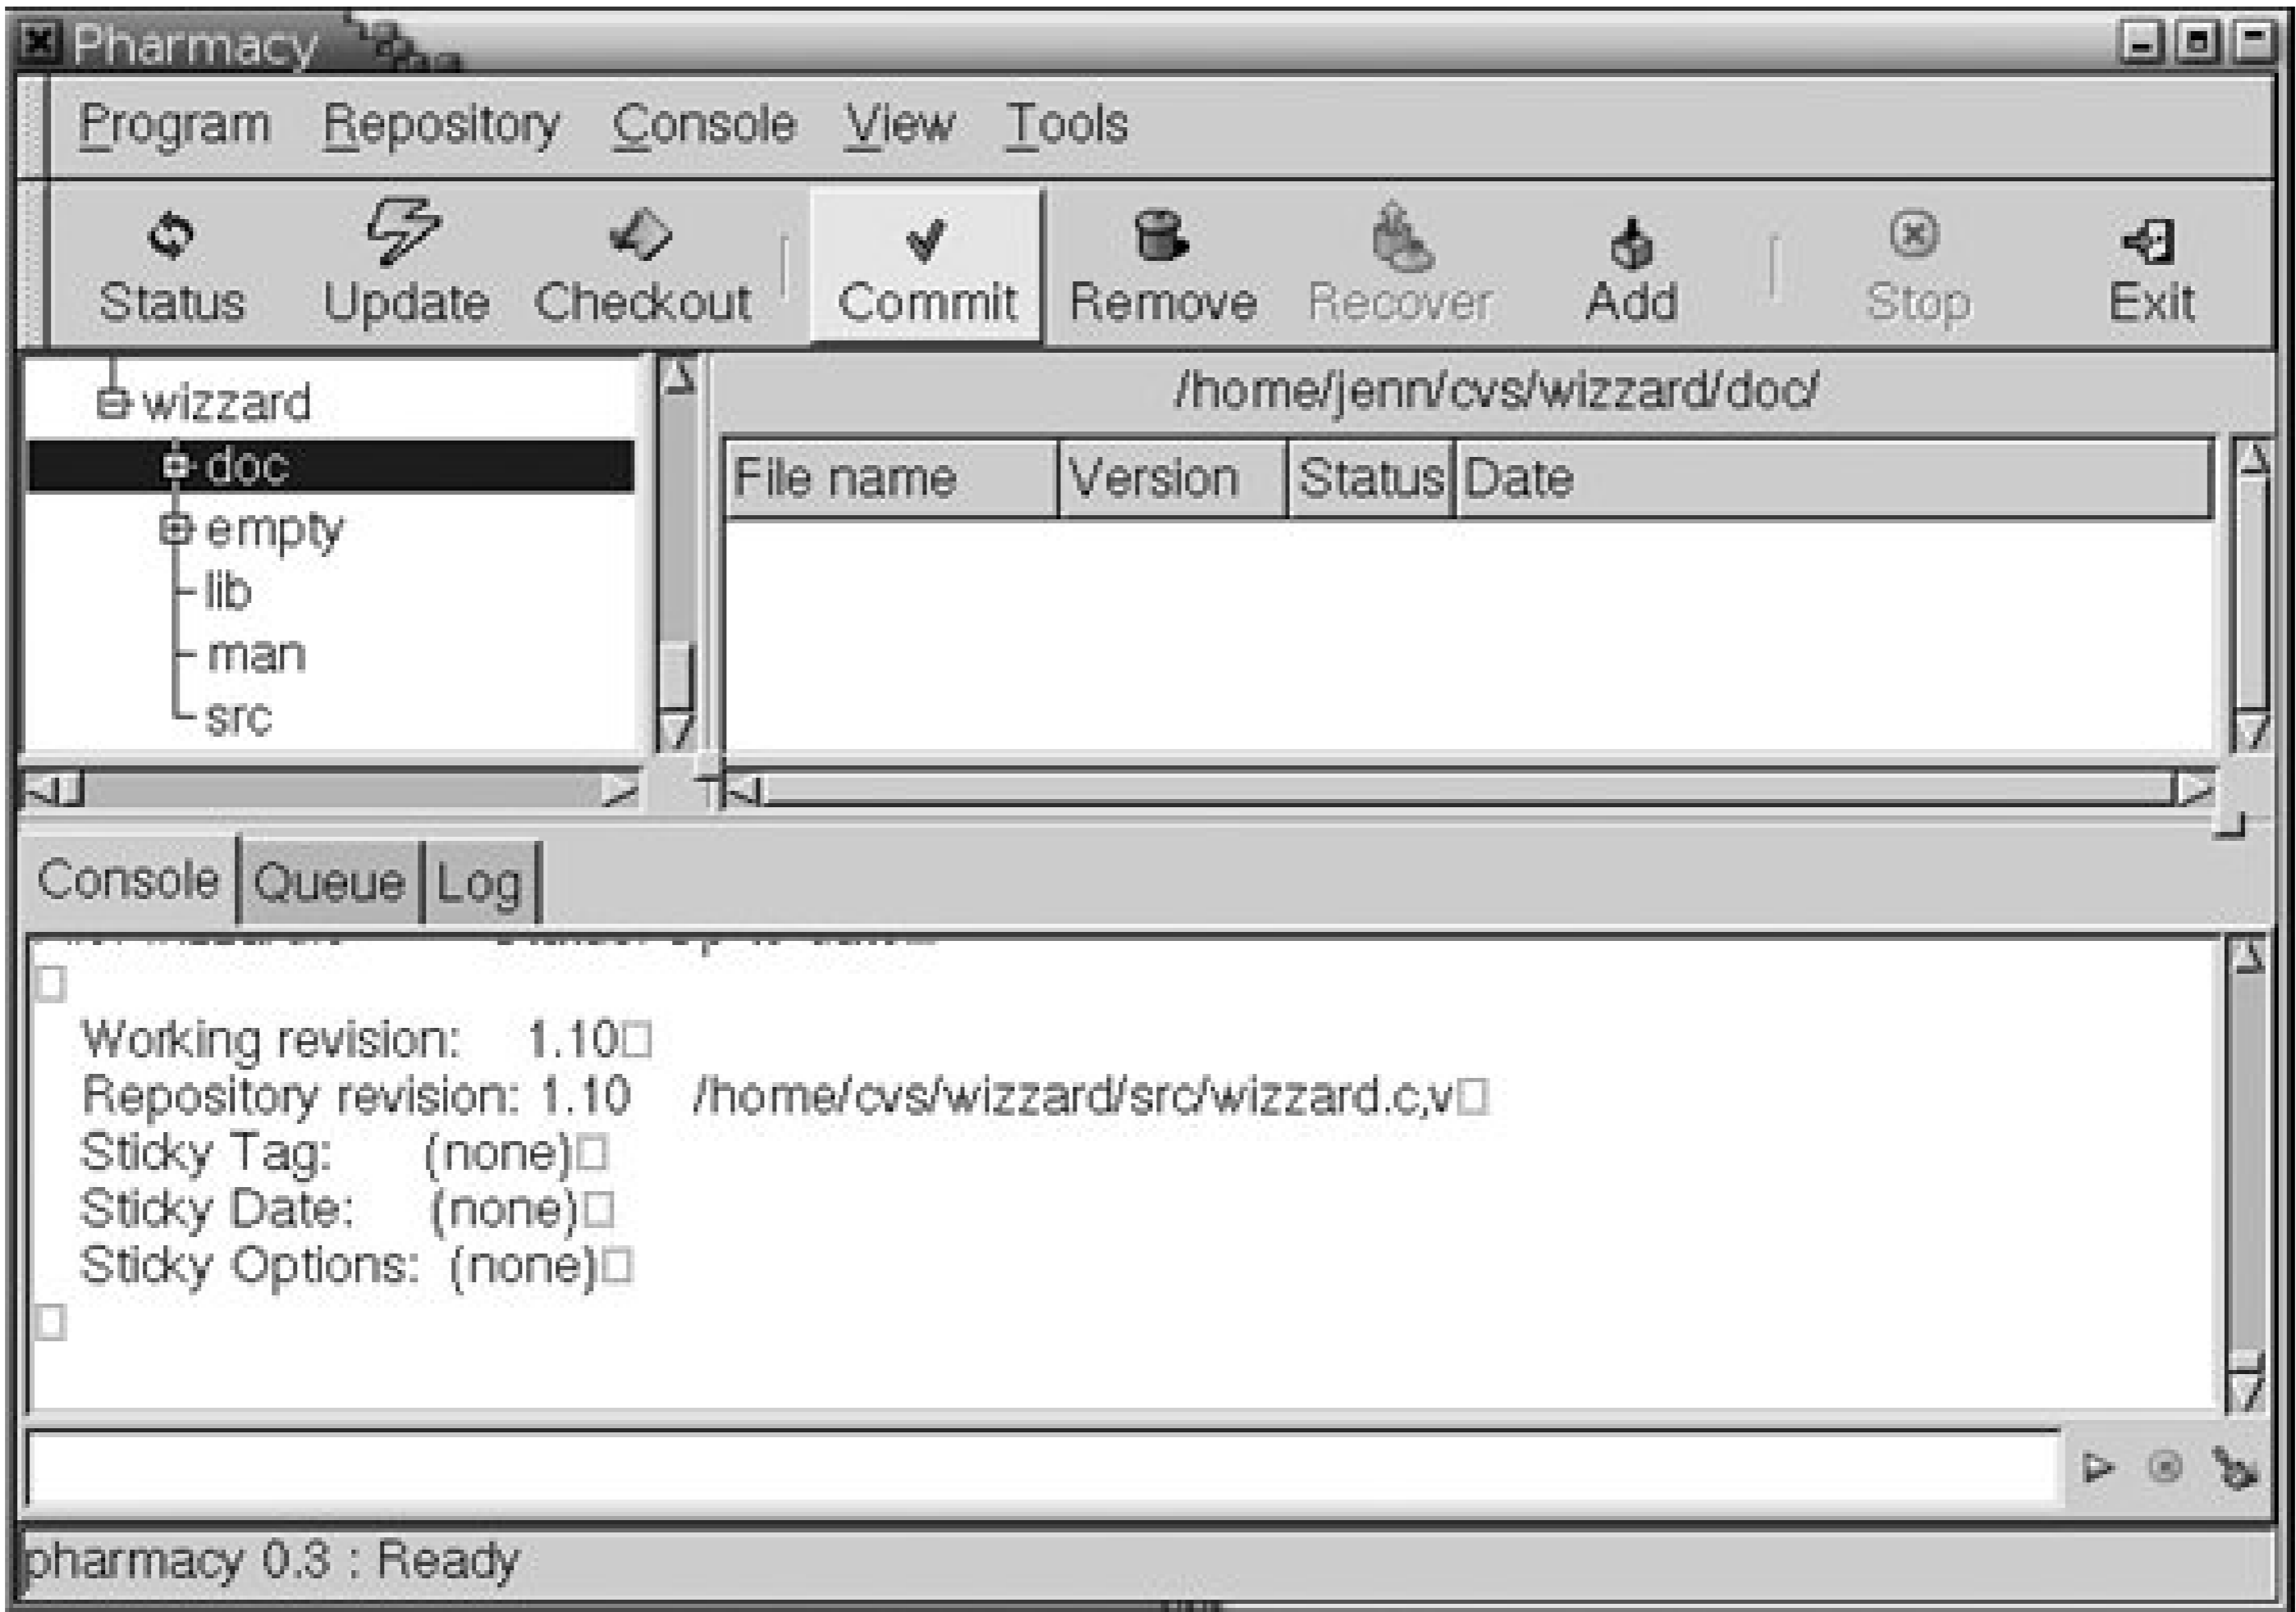 Pharmacy
Program Repository Console View Tools
Status Update Checkout Commit Remove Recover Add Stop Exit
wizzard
doc
empty
lib
man
src
/home/jenn/cvs/wizzard/doc/
File name Version Status Date
Console Queue Log
Working revision: 1.10
Repository revision: 1.10 /home/cvs/wizzard/src/wizzard.c,v
Sticky Tag: (none)
Sticky Date: (none)
Sticky Options: (none)
pharmacy 0.3 : Ready